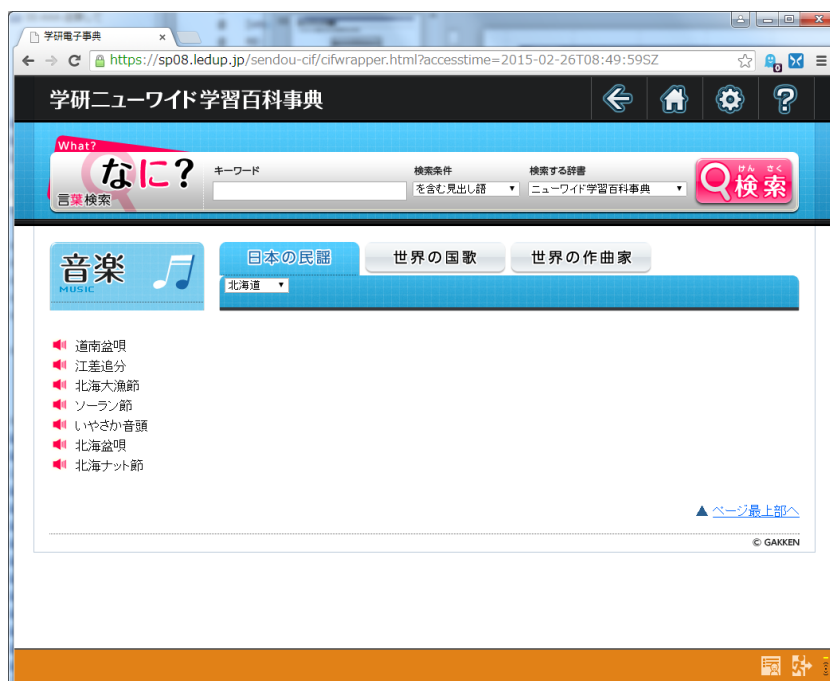 学研電子事典
https://sp08.ledup.jp/sendou-cif/cifwrapper.html?accesstime=2015-02-26T08:49:59SZ
学研ニューワイド学習百科事典
What?
なに?
言葉検索
キーワード
検索条件
検索する辞書
を含む見出し語
ニューワイド学習百科事典
けん さく
検索
音楽
MUSIC
日本の民謡
世界の国歌
世界の作曲家
北海道
道南盆唄
江差追分
北海大漁節
ソーラン節
いやさか音頭
北海盆唄
北海ナット節
▲ ページ最上部へ
© GAKKEN